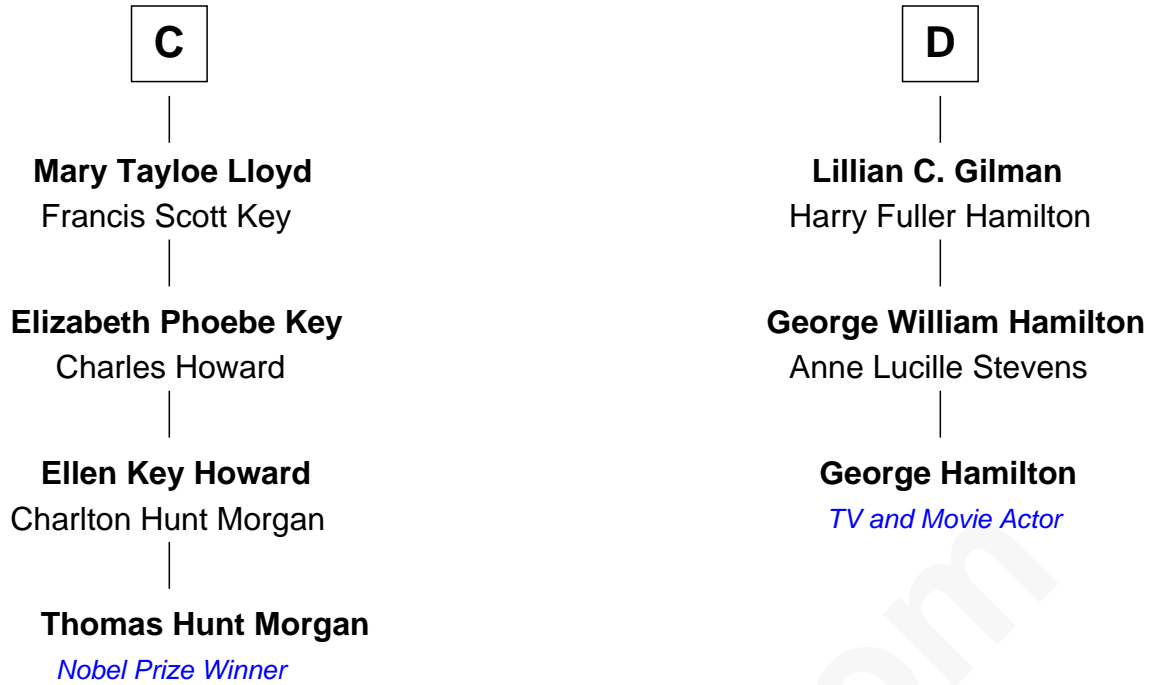 C
Mary Tayloe Lloyd
Francis Scott Key
Elizabeth Phoebe Key
Charles Howard
Ellen Key Howard
Charlton Hunt Morgan
Thomas Hunt Morgan
Nobel Prize Winner
D
Lillian C. Gilman
Harry Fuller Hamilton
George William Hamilton
Anne Lucille Stevens
George Hamilton
TV and Movie Actor
om